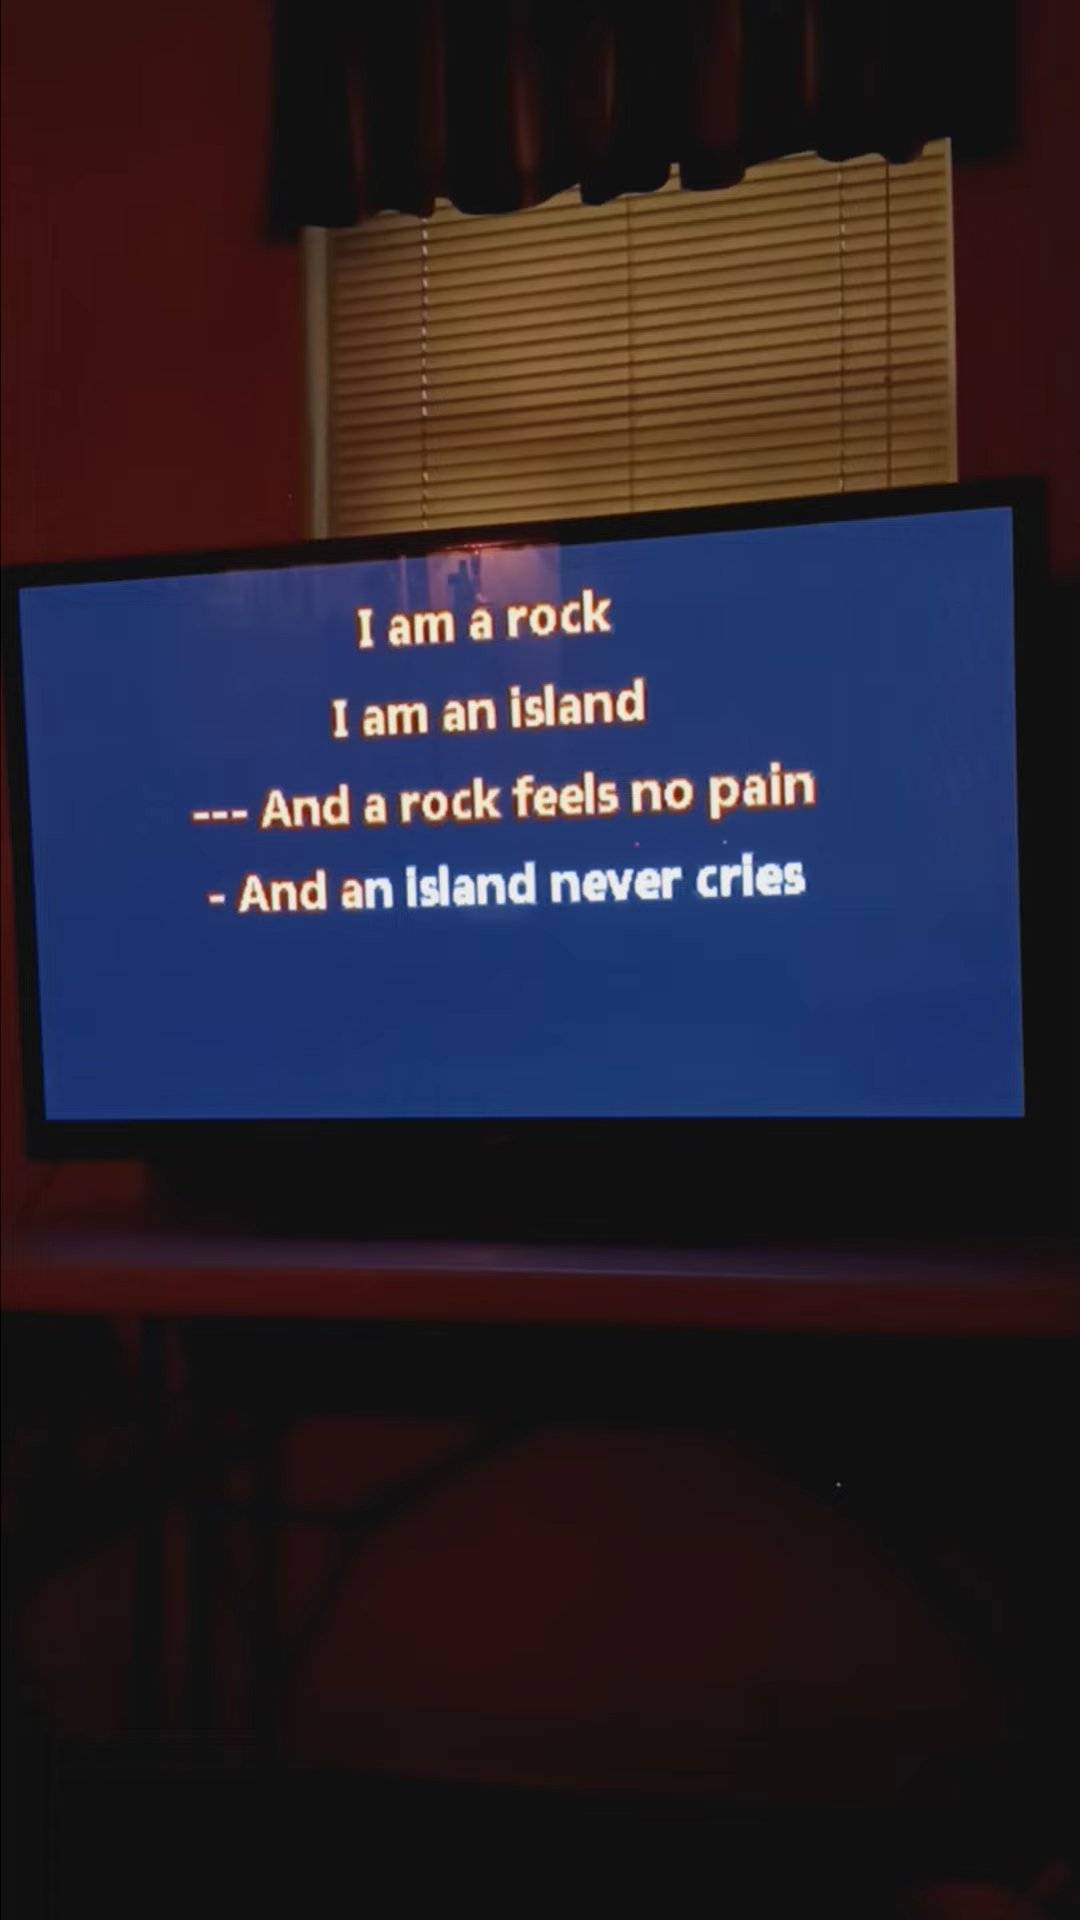 I am a rock
I am an island
--- And a rock feels no pain
- And an island never cries